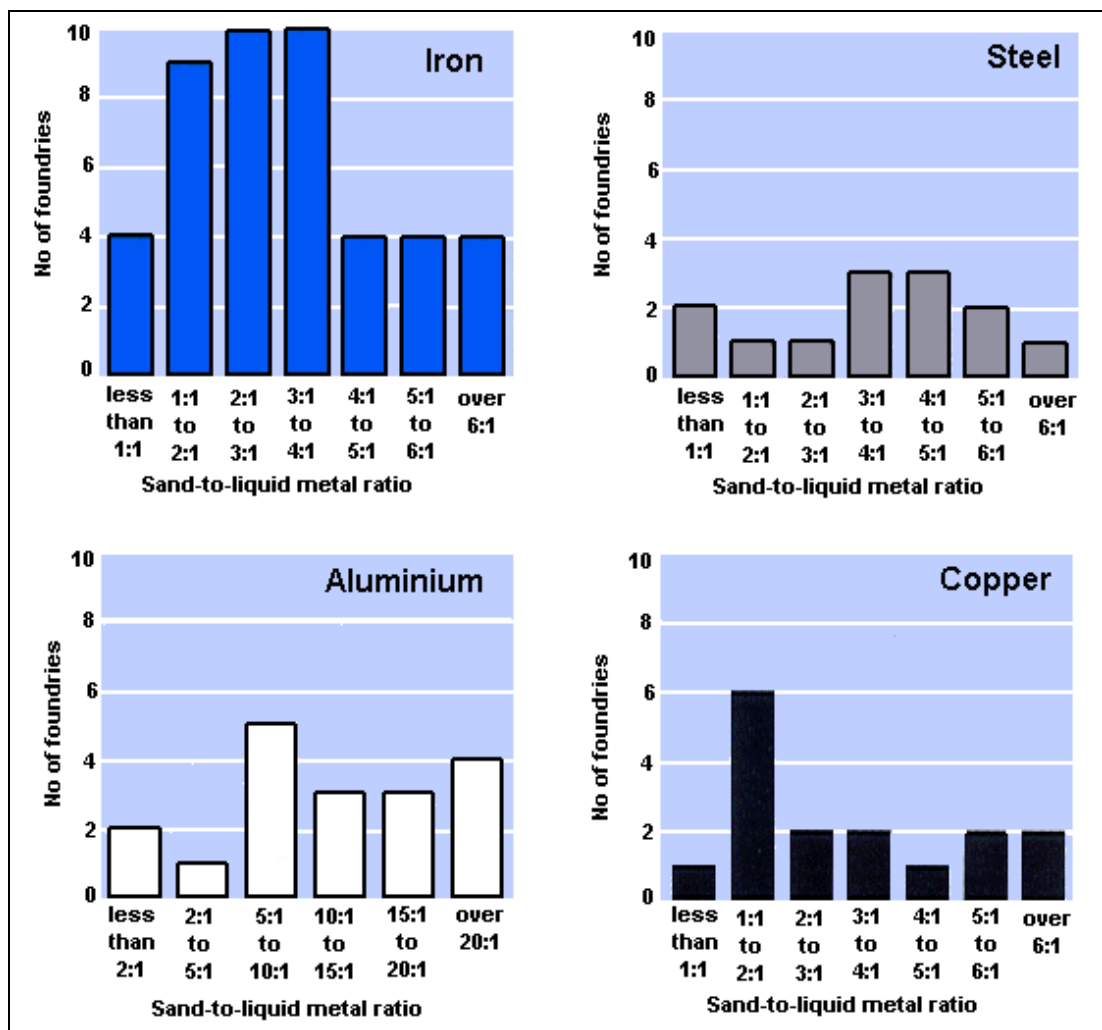 Iron
No of foundries
10
8
6
4
2
0
less than 1:1
1:1 to 2:1
2:1 to 3:1
3:1 to 4:1
4:1 to 5:1
5:1 to 6:1
over 6:1
Sand-to-liquid metal ratio
Steel
No of foundries
10
8
6
4
2
0
less than 1:1
1:1 to 2:1
2:1 to 3:1
3:1 to 4:1
4:1 to 5:1
5:1 to 6:1
over 6:1
Sand-to-liquid metal ratio
Aluminium
No of foundries
10
8
6
4
2
0
less than 2:1
2:1 to 5:1
5:1 to 10:1
10:1 to 15:1
15:1 to 20:1
over 20:1
Sand-to-liquid metal ratio
Copper
No of foundries
10
8
6
4
2
0
less than 1:1
1:1 to 2:1
2:1 to 3:1
3:1 to 4:1
4:1 to 5:1
5:1 to 6:1
over 6:1
Sand-to-liquid metal ratio